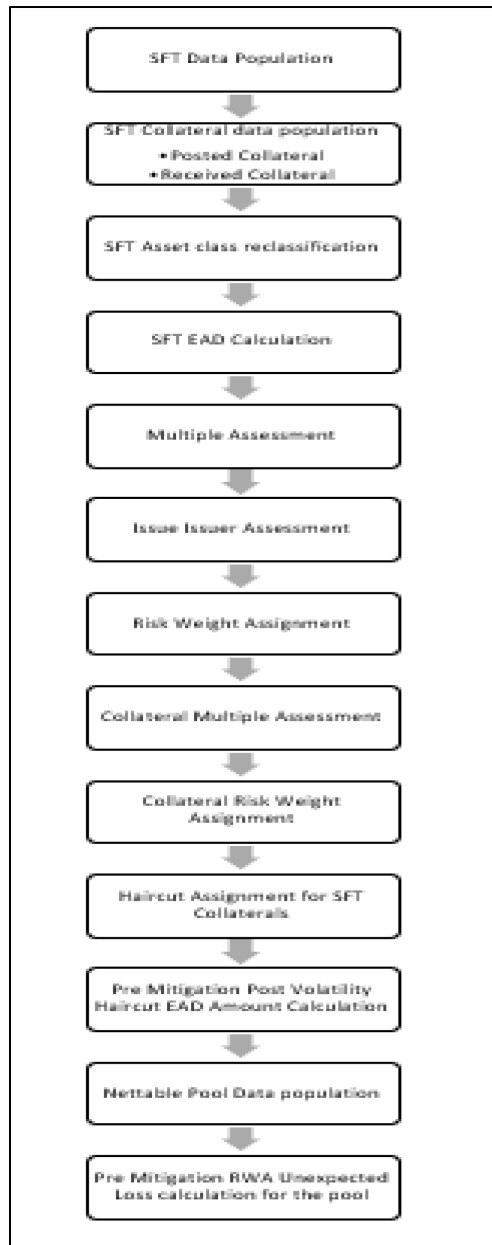 SFT Data Population
SFT Collateral data population
•Posted Collateral
•Received Collateral
SFT Asset class reclassification
SFT EAD Calculation
Multiple Assessment
Issue Issuer Assessment
Risk Weight Assignment
Collateral Multiple Assessment
Collateral Risk Weight
Assignment
Haircut Assignment for SFT
Collaterals
Pre Mitigation Post Volatility
Haircut EAD Amount Calculation
Nettable Pool Data population
Pre Mitigation RWA Unexpected
Loss calculation for the pool